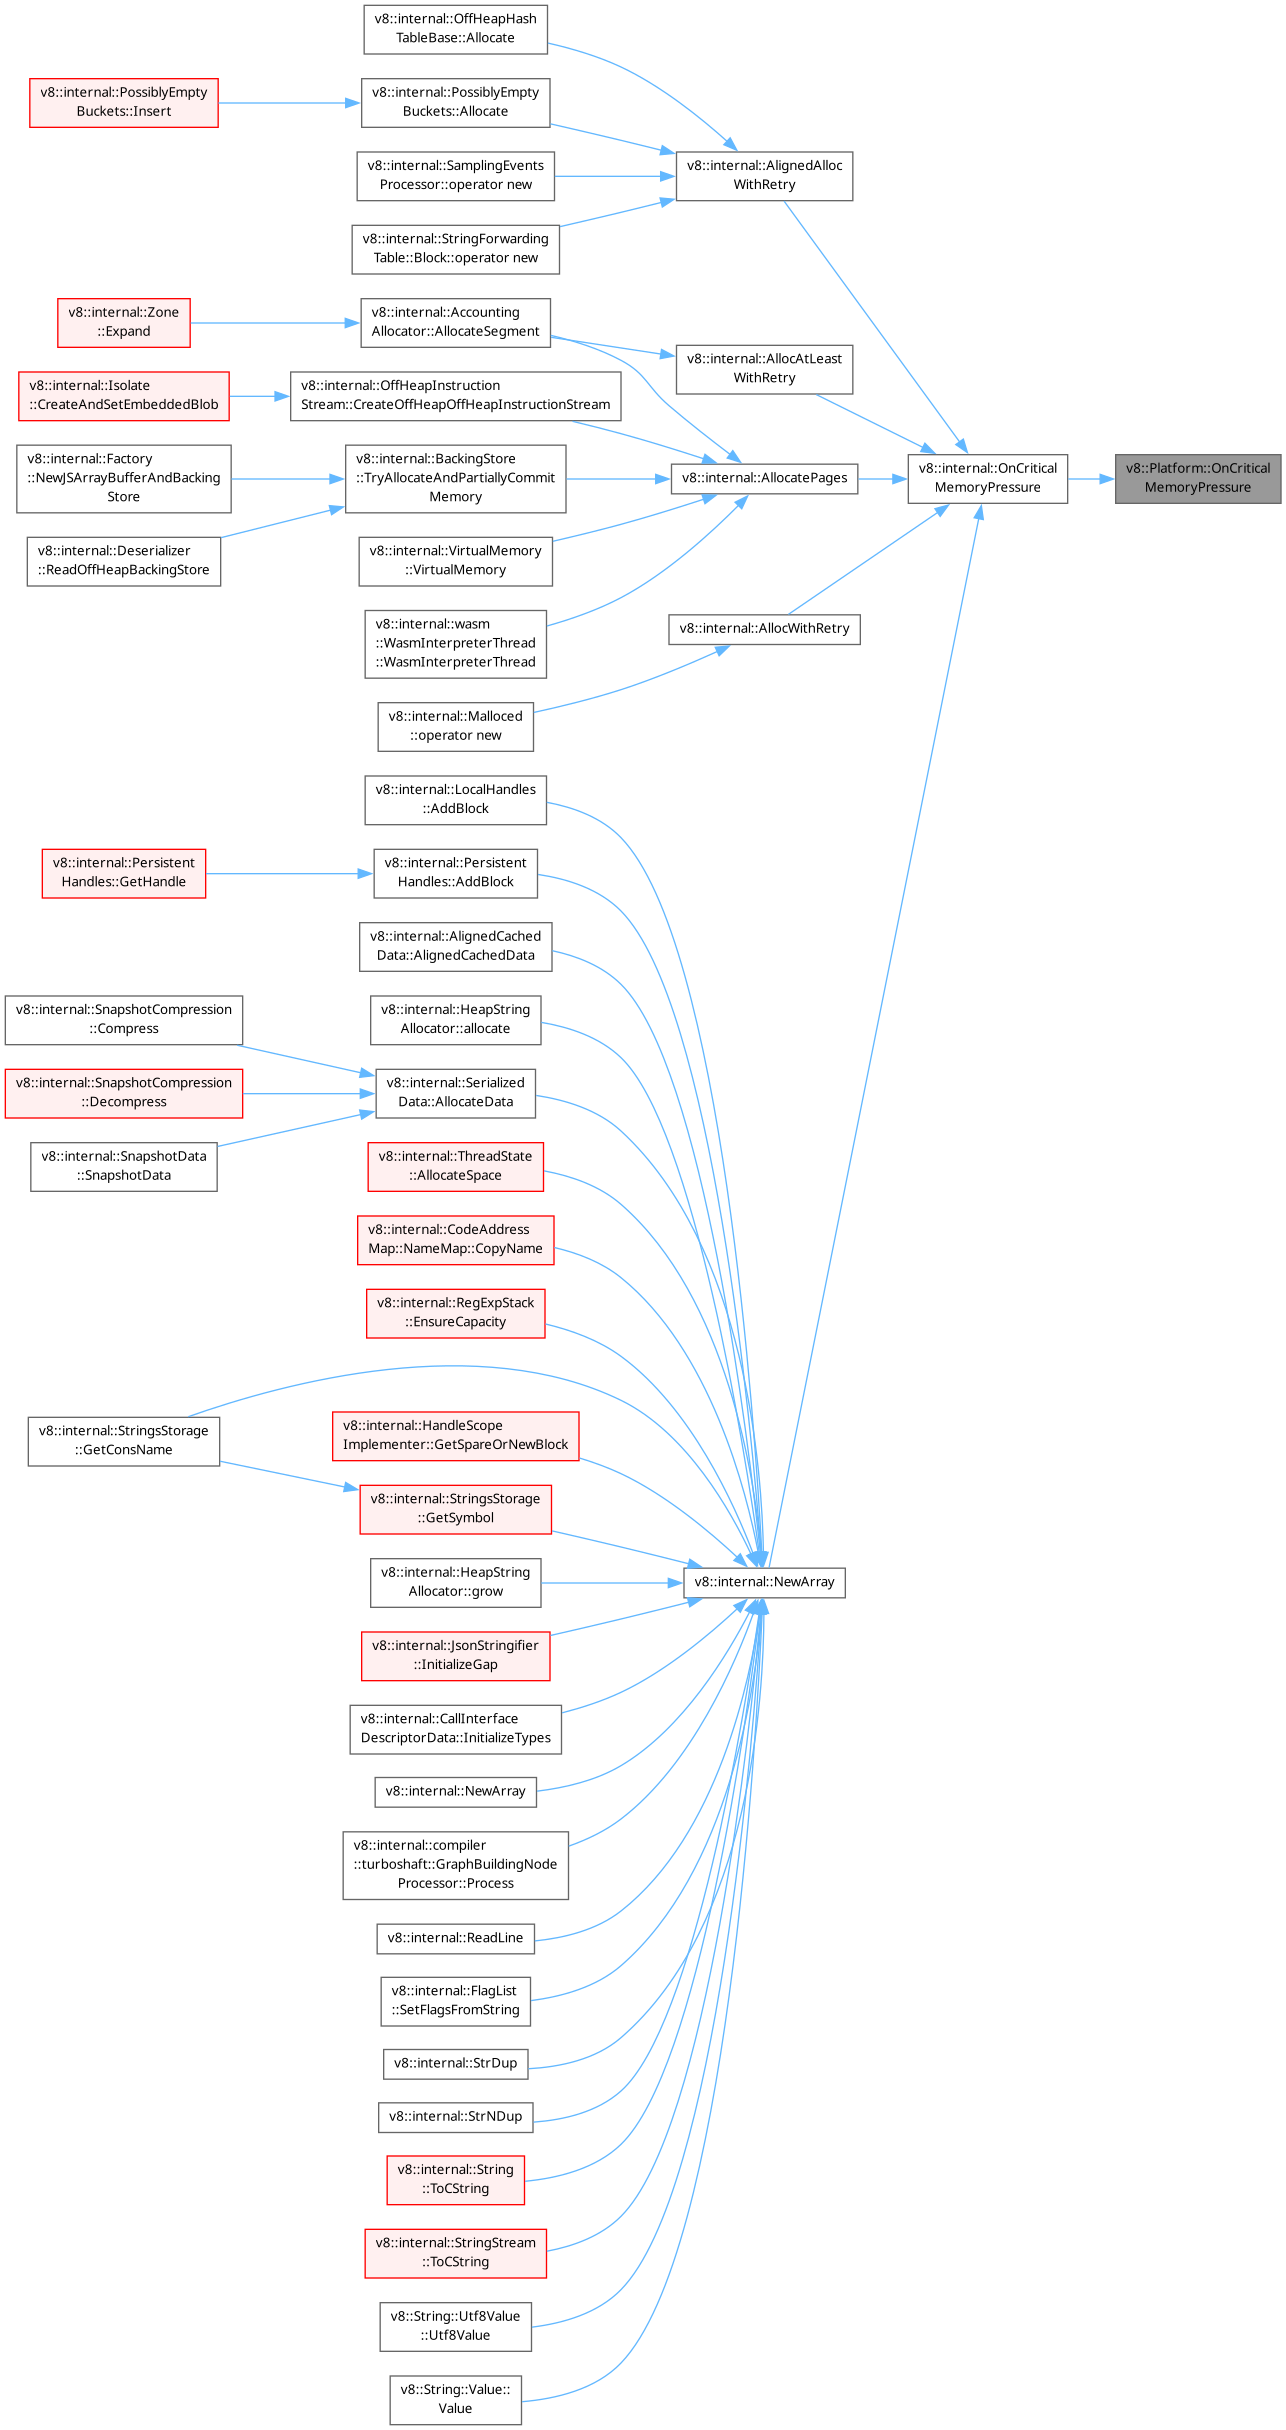 v8::internal::OffHeapHash
TableBase::Allocate
v8::internal::PossiblyEmpty
Buckets::Insert
v8::internal::PossiblyEmpty
Buckets::Allocate
v8::internal::SamplingEvents
Processor::operator new
v8::internal::AlignedAlloc
WithRetry
v8::internal::StringForwarding
Table::Block::operator new
v8::internal::Zone
::Expand
v8::internal::Accounting
Allocator::AllocateSegment
v8::internal::AllocAtLeast
WithRetry
v8::internal::Isolate
::CreateAndSetEmbeddedBlob
v8::internal::OffHeapInstruction
Stream::CreateOffHeapOffHeapInstructionStream
v8::internal::Factory
::NewJSArrayBufferAndBacking
Store
v8::internal::BackingStore
::TryAllocateAndPartiallyCommit
Memory
v8::internal::AllocatePages
v8::internal::OnCritical
MemoryPressure
v8::Platform::OnCritical
MemoryPressure
v8::internal::Deserializer
::ReadOffHeapBackingStore
v8::internal::VirtualMemory
::VirtualMemory
v8::internal::wasm
::WasmInterpreterThread
::WasmInterpreterThread
v8::internal::AllocWithRetry
v8::internal::Malloced
::operator new
v8::internal::LocalHandles
::AddBlock
v8::internal::Persistent
Handles::GetHandle
v8::internal::Persistent
Handles::AddBlock
v8::internal::AlignedCached
Data::AlignedCachedData
v8::internal::SnapshotCompression
::Compress
v8::internal::HeapString
Allocator::allocate
v8::internal::SnapshotCompression
::Decompress
v8::internal::Serialized
Data::AllocateData
v8::internal::SnapshotData
::SnapshotData
v8::internal::ThreadState
::AllocateSpace
v8::internal::CodeAddress
Map::NameMap::CopyName
v8::internal::RegExpStack
::EnsureCapacity
v8::internal::StringsStorage
::GetConsName
v8::internal::HandleScope
Implementer::GetSpareOrNewBlock
v8::internal::StringsStorage
::GetSymbol
v8::internal::HeapString
Allocator::grow
v8::internal::NewArray
v8::internal::JsonStringifier
::InitializeGap
v8::internal::CallInterface
DescriptorData::InitializeTypes
v8::internal::NewArray
v8::internal::compiler
::turboshaft::GraphBuildingNode
Processor::Process
v8::internal::ReadLine
v8::internal::FlagList
::SetFlagsFromString
v8::internal::StrDup
v8::internal::StrNDup
v8::internal::String
::ToCString
v8::internal::StringStream
::ToCString
v8::String::Utf8Value
::Utf8Value
v8::String::Value::
Value